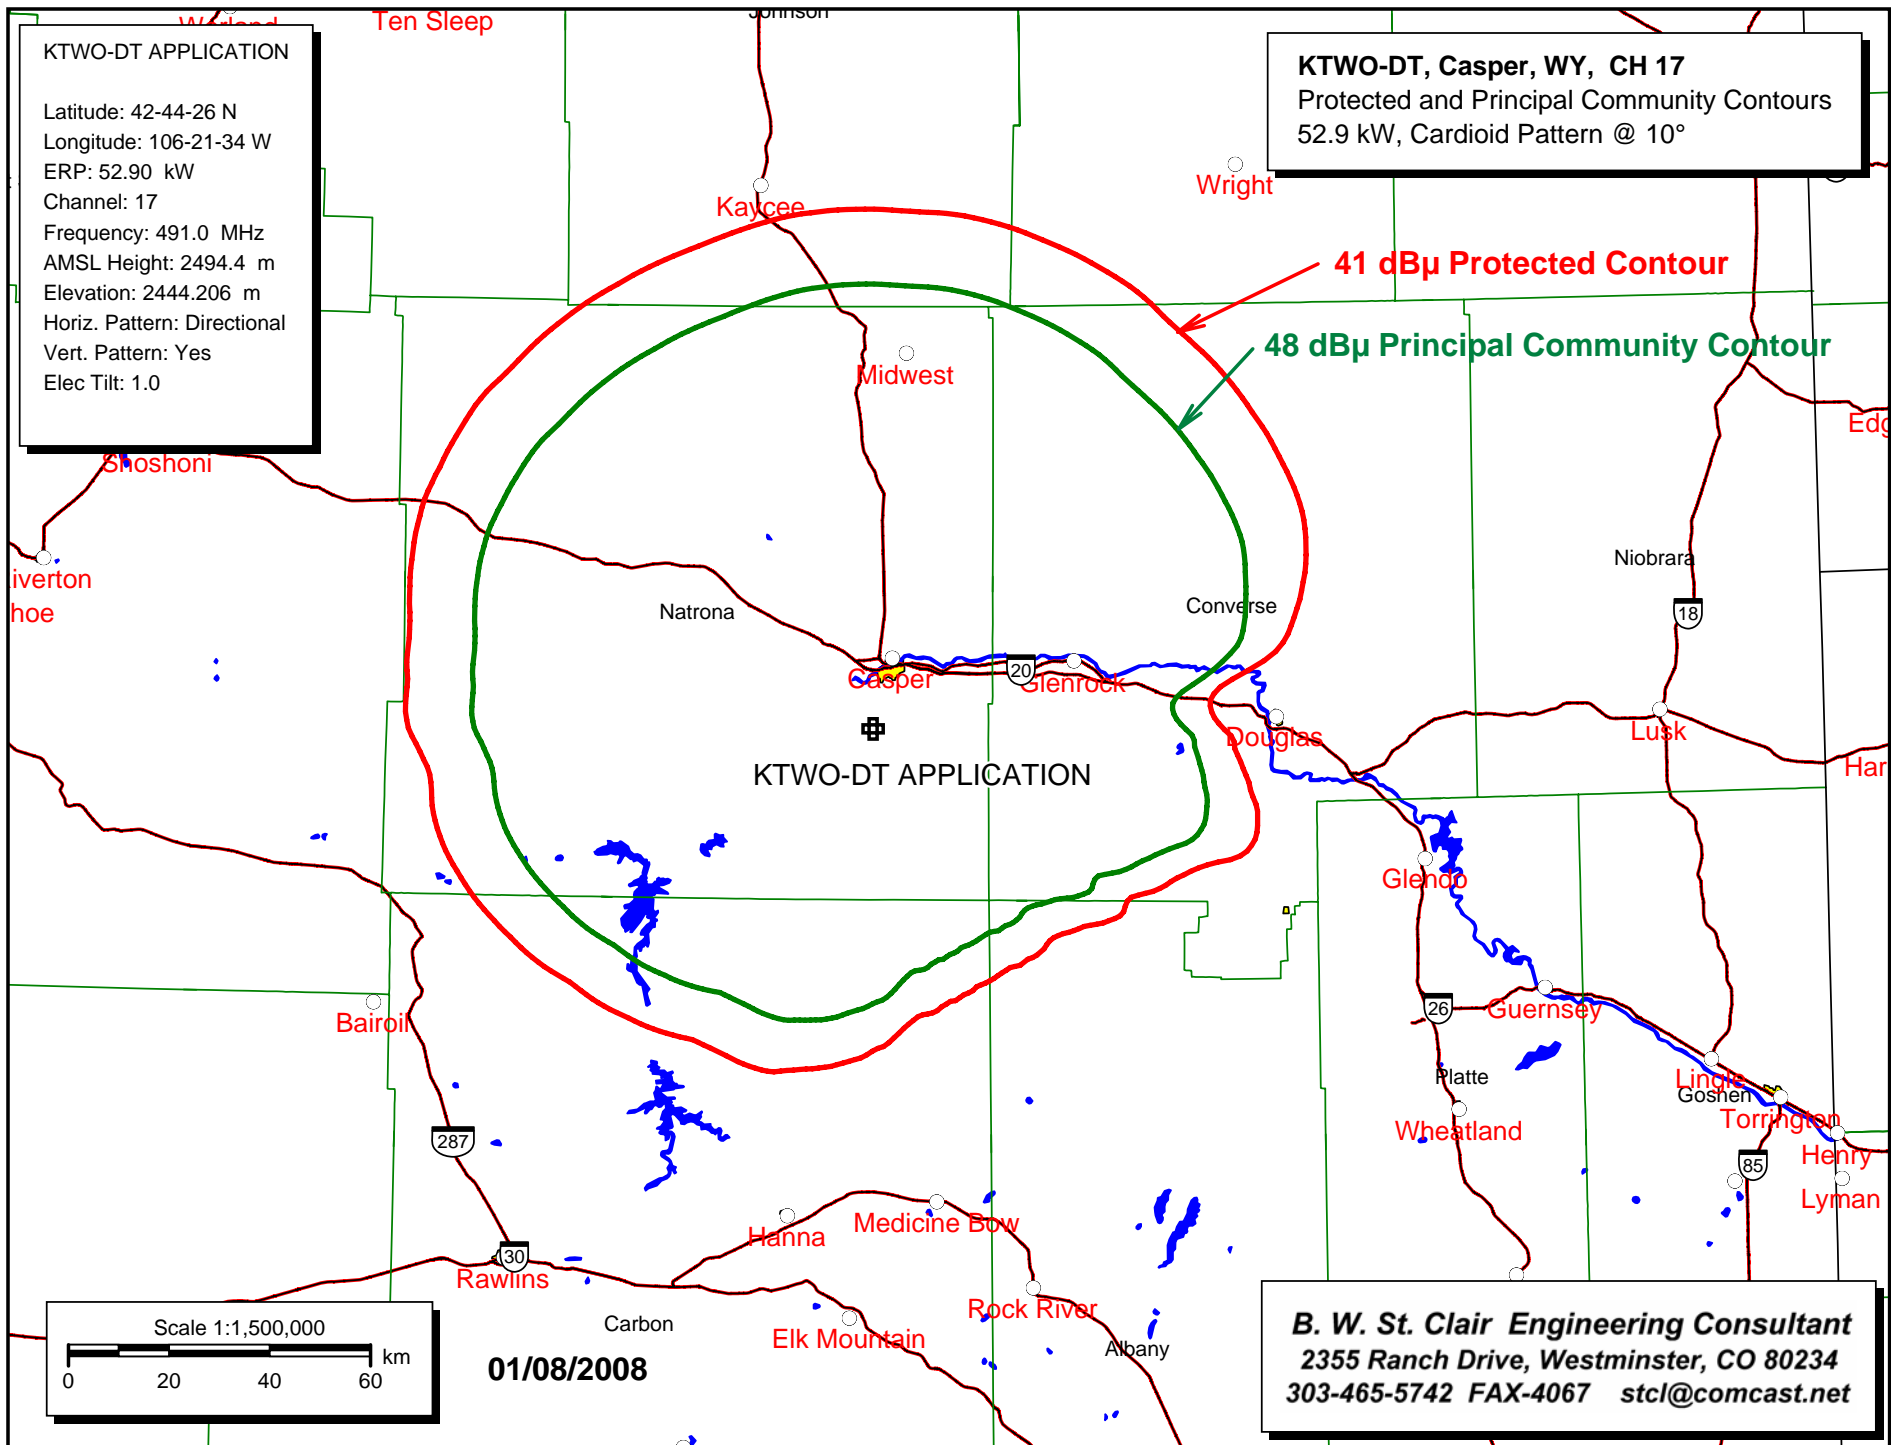 Worland
Ten Sleep
Johnson
KTWO-DT APPLICATION
Latitude: 42-44-26 N
Longitude: 106-21-34 W
ERP: 52.90 kW
Channel: 17
Frequency: 491.0 MHz
AMSL Height: 2494.4 m
Elevation: 2444.206 m
Horiz. Pattern: Directional
Vert. Pattern: Yes
Elec Tilt: 1.0
KTWO-DT, Casper, WY, CH 17
Protected and Principal Community Contours
52.9 kW, Cardioid Pattern @ 10°
Wright
Kaycee
41 dBµ Protected Contour
48 dBµ Principal Community Contour
Midwest
Edg
Shoshoni
iverton
hoe
Niobrara
Natrona
Converse
18
Casper
20
Glenrock
Douglas
Lusk
Har
KTWO-DT APPLICATION
Glendo
Bairoil
26
Guernsey
Platte
Lingle
Goshen
Torrington
Wheatland
287
Henry
85
Lyman
Hanna
Medicine Bow
30
Rawlins
Rock River
Carbon
Elk Mountain
Albany
Scale 1:1,500,000
km
0 20 40 60
01/08/2008
B. W. St. Clair Engineering Consultant
2355 Ranch Drive, Westminster, CO 80234
303-465-5742 FAX-4067 stcl@comcast.net